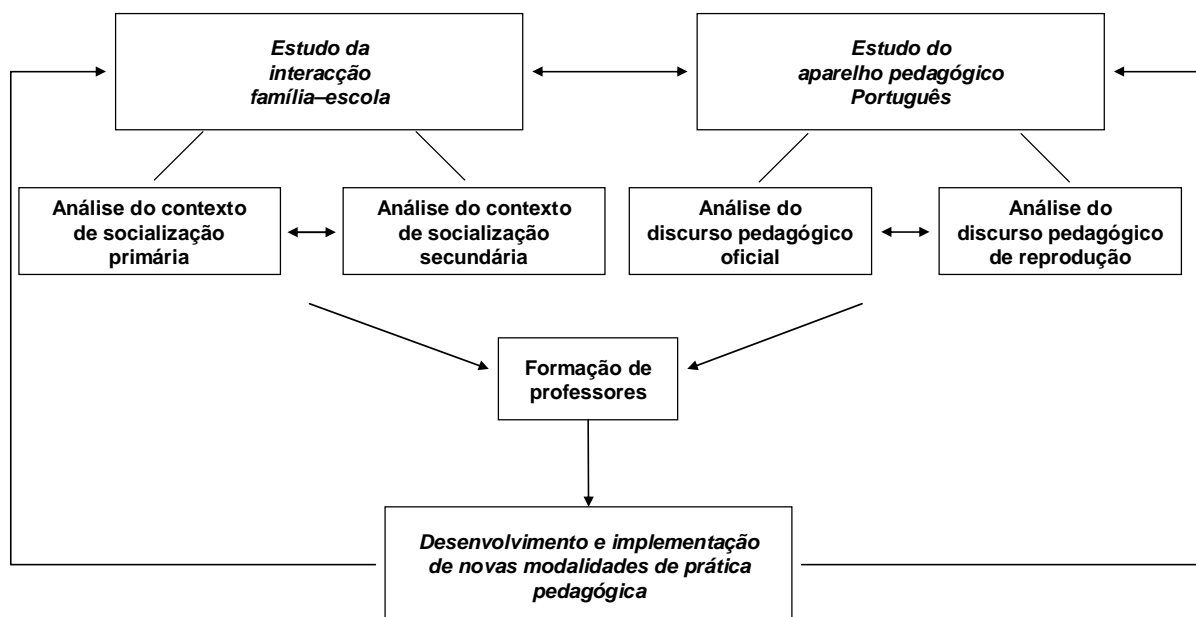 Estudo da
interacção
família–escola
Estudo do
aparelho pedagógico
Português
Análise do contexto
de socialização
primária
Análise do contexto
de socialização
secundária
Análise do
discurso pedagógico
oficial
Análise do
discurso pedagógico
de reprodução
Formação de
professores
Desenvolvimento e implementação
de novas modalidades de prática
pedagógica